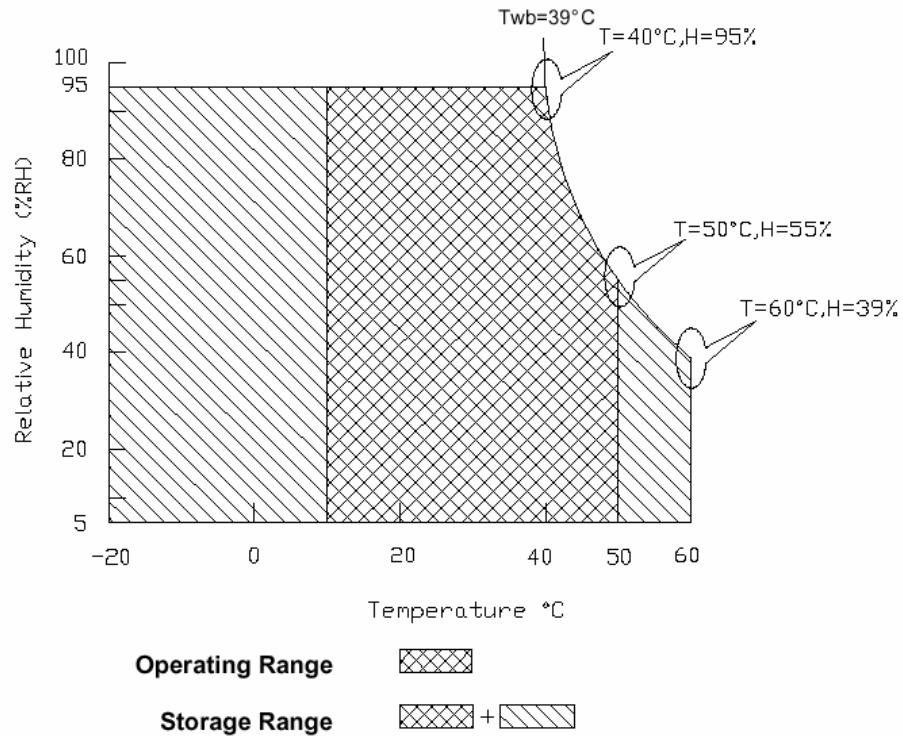 Twb=39°C
T=40°C,H=95%
100
95
80
T=50°C,H=55%
60
T=60°C,H=39%
40
20
5
Relative Humidity (%RH)
-20 0 20 40 50 60
Temperature °C
Operating Range
Storage Range +